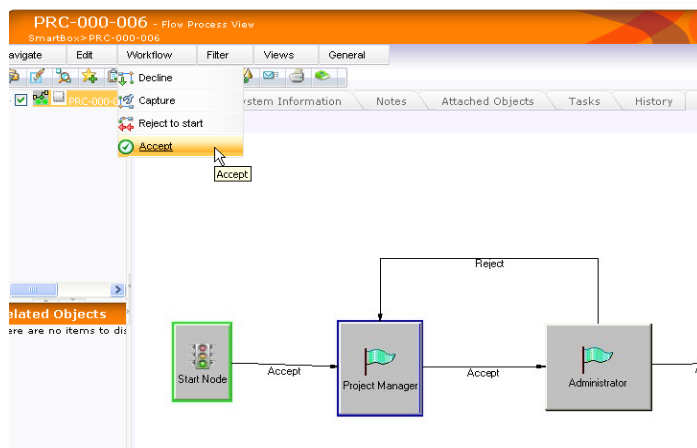 PRC-000-006 - Flow Process View
SmartBox>PRC-000-006
avigate Edit Workflow Filter Views General
Decline
Capture
Reject to start
Accept
Accept
PRC-000-0
ystem Information Notes Attached Objects Tasks History
Reject
Start Node
Accept
Project Manager
Accept
Administrator
elated Objects
ere are no items to dis